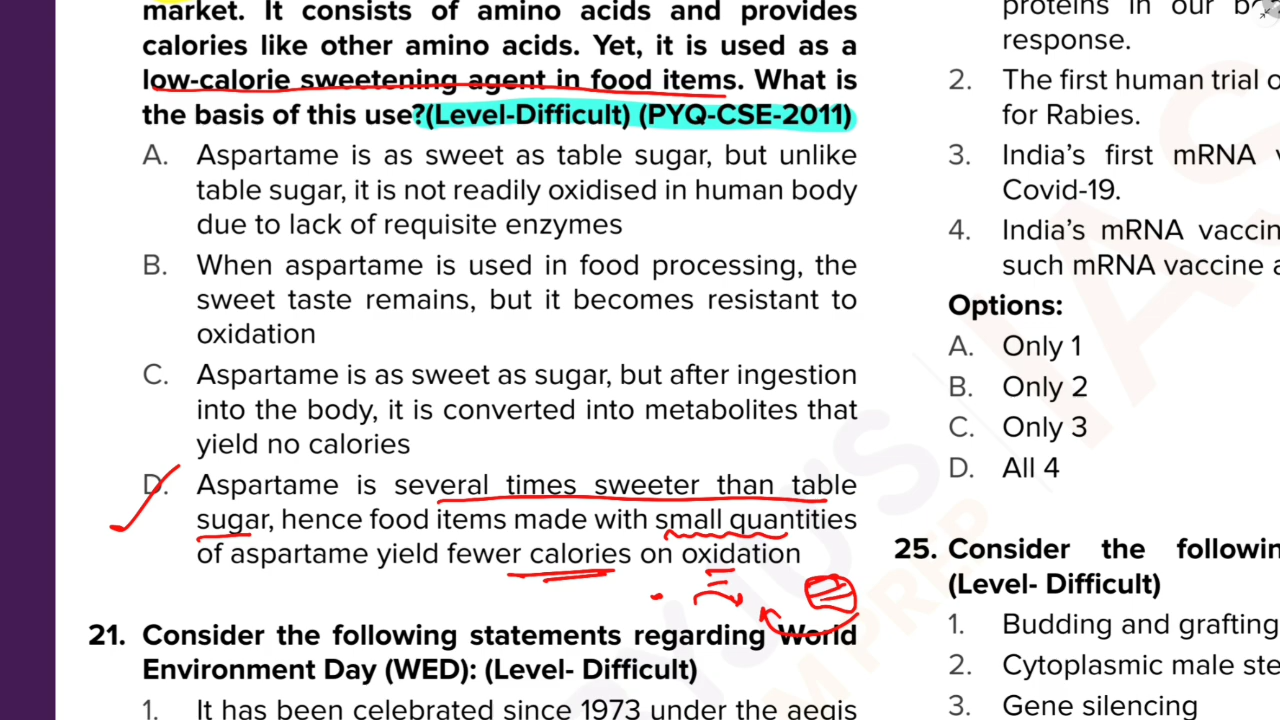 market. It consists of amino acids and provides
calories like other amino acids. Yet, it is used as a
low-calorie sweetening agent in food items. What is
the basis of this use?(Level-Difficult) (PYQ-CSE-2011)
A. Aspartame is as sweet as table sugar, but unlike
table sugar, it is not readily oxidised in human body
due to lack of requisite enzymes
B. When aspartame is used in food processing, the
sweet taste remains, but it becomes resistant to
oxidation
C. Aspartame is as sweet as sugar, but after ingestion
into the body, it is converted into metabolites that
yield no calories
D. Aspartame is several times sweeter than table
sugar, hence food items made with small quantities
of aspartame yield fewer calories on oxidation
21. Consider the following statements regarding World
Environment Day (WED): (Level- Difficult)
1. It has been celebrated since 1973 under the aegis
proteins in our
response.
2. The first human trial
for Rabies.
3. India's first mRNA
Covid-19.
4. India's mRNA
such mRNA vaccine
Options:
A. Only 1
B. Only 2
C. Only 3
D. All 4
25. Consider the
(Level- Difficult)
1. Budding and grafting
2. Cytoplasmic male
3. Gene silencing
IAS